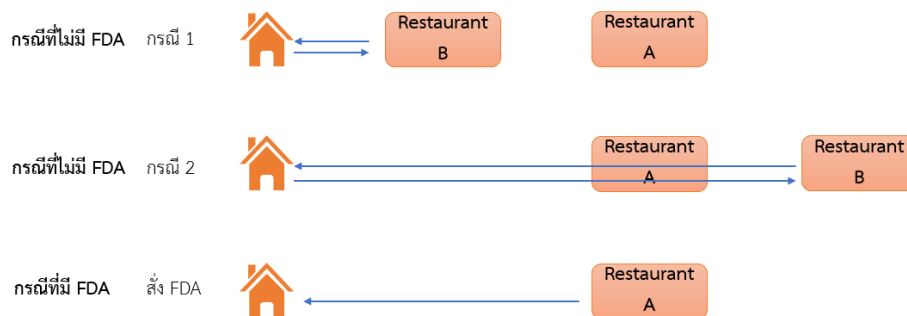 กรณีที่ไม่มี FDA กรณี 1 Restaurant B Restaurant A
กรณีที่ไม่มี FDA กรณี 2 Restaurant A Restaurant B
กรณีที่มี FDA สั่ง FDA Restaurant A